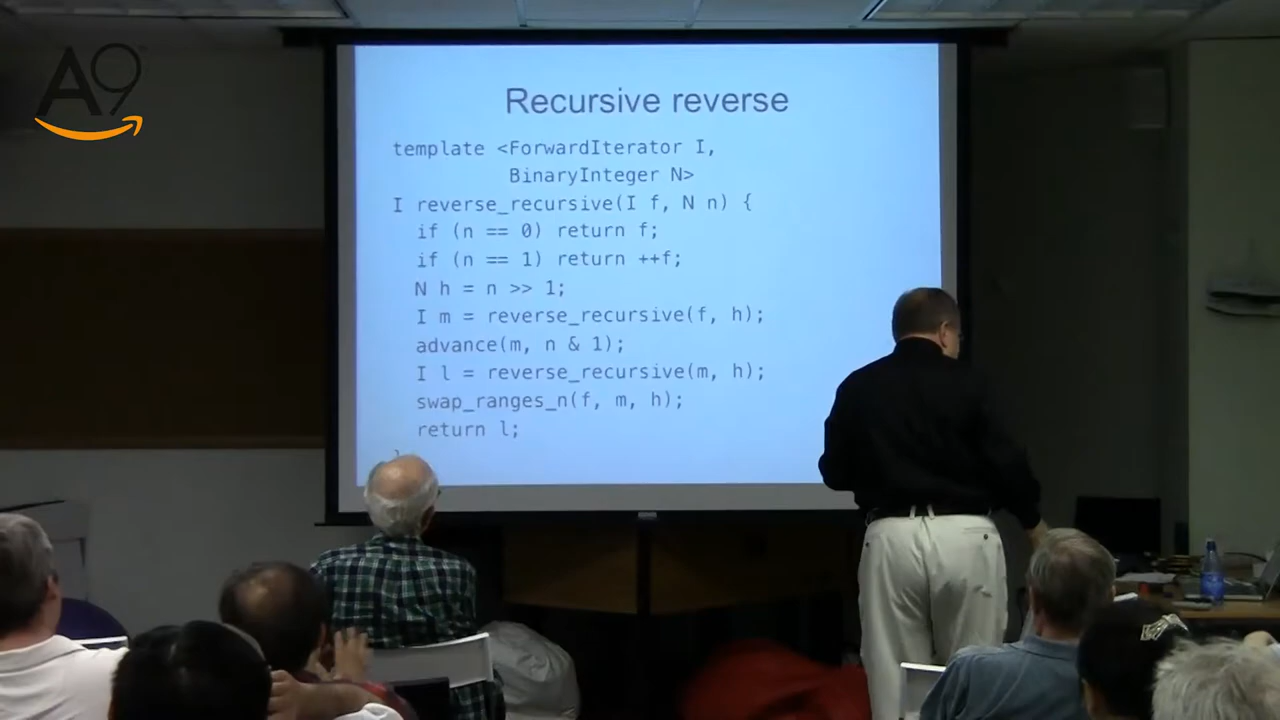 A9
Recursive reverse
template <ForwardIterator I,
BinaryInteger N>
I reverse_recursive(I f, N n) {
if (n == 0) return f;
if (n == 1) return ++f;
N h = n >> 1;
I m = reverse_recursive(f, h);
advance(m, n & 1);
I l = reverse_recursive(m, h);
swap_ranges_n(f, m, h);
return l;